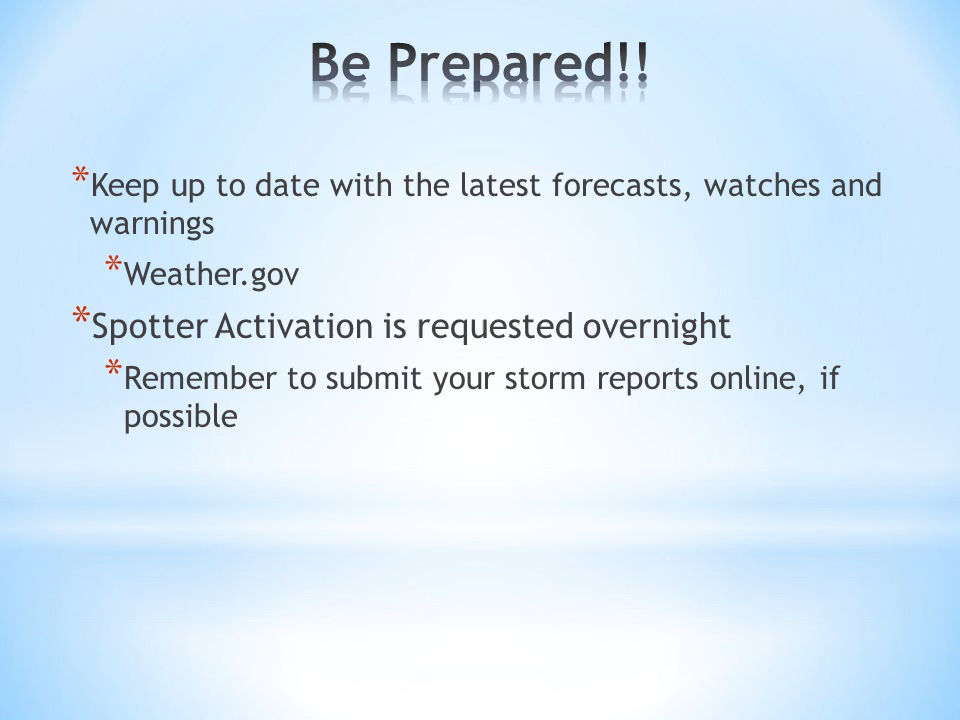 Be Prepared!!
*Keep up to date with the latest forecasts, watches and
warnings
*Weather.gov
*Spotter Activation is requested overnight
*Remember to submit your storm reports online, if
possible